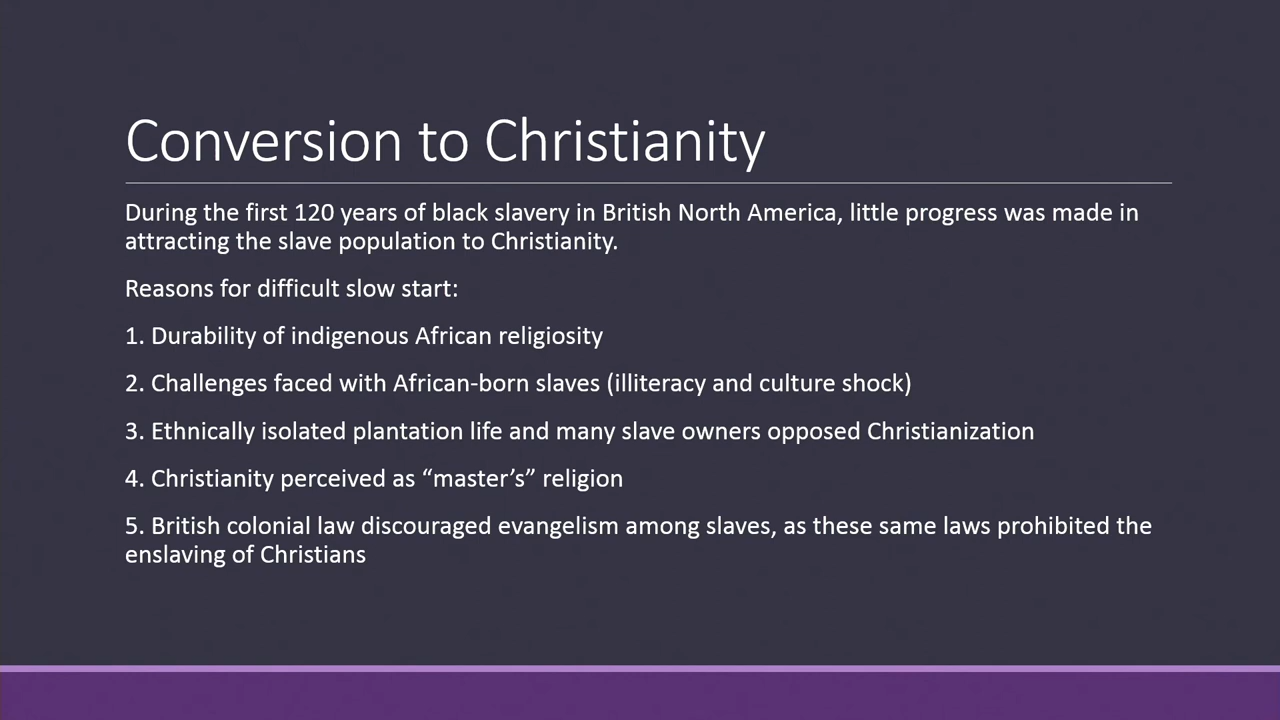 Conversion to Christianity
During the first 120 years of black slavery in British North America, little progress was made in
attracting the slave population to Christianity.
Reasons for difficult slow start:
1. Durability of indigenous African religiosity
2. Challenges faced with African-born slaves (illiteracy and culture shock)
3. Ethnically isolated plantation life and many slave owners opposed Christianization
4. Christianity perceived as “master’s” religion
5. British colonial law discouraged evangelism among slaves, as these same laws prohibited the
enslaving of Christians